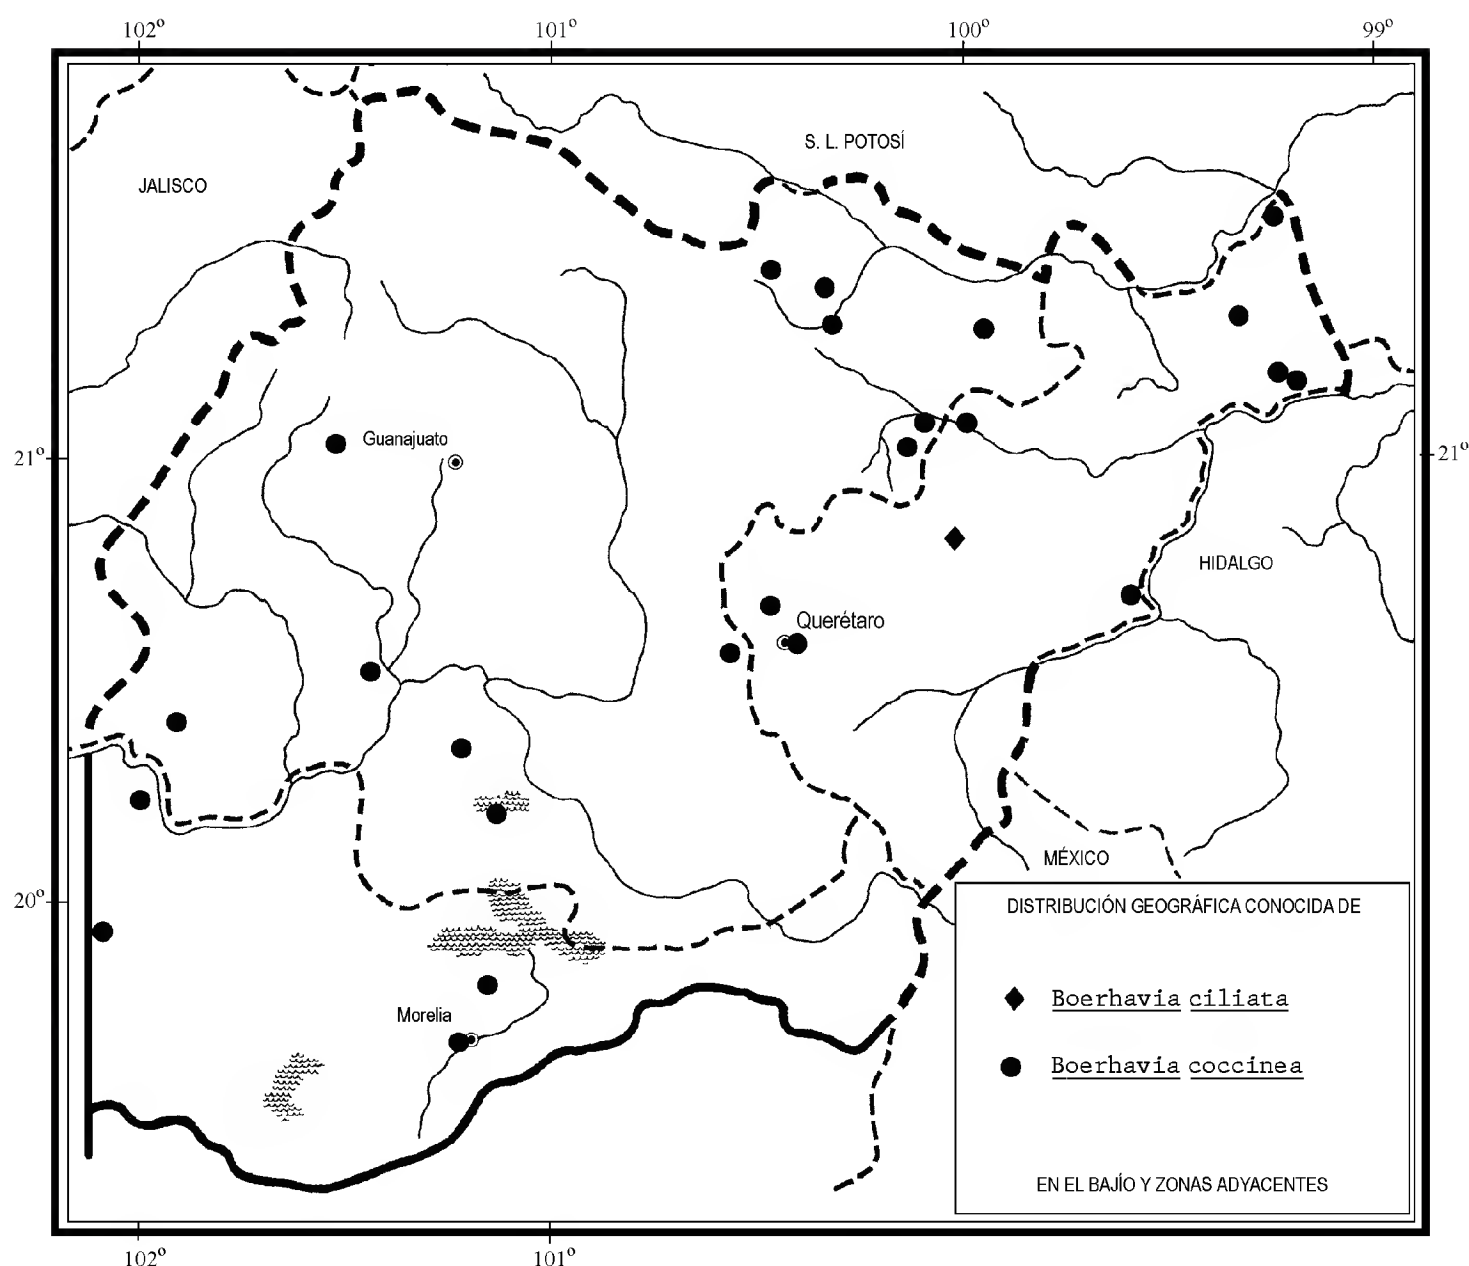 102º 101º 100º 99º
S. L. POTOSÍ
JALISCO
Guanajuato
21º
21º
HIDALGO
Querétaro
MÉXICO
20º
DISTRIBUCIÓN GEOGRÁFICA CONOCIDA DE
Boerhavia ciliata
Morelia
Boerhavia coccinea
EN EL BAJÍO Y ZONAS ADYACENTES
102º 101º